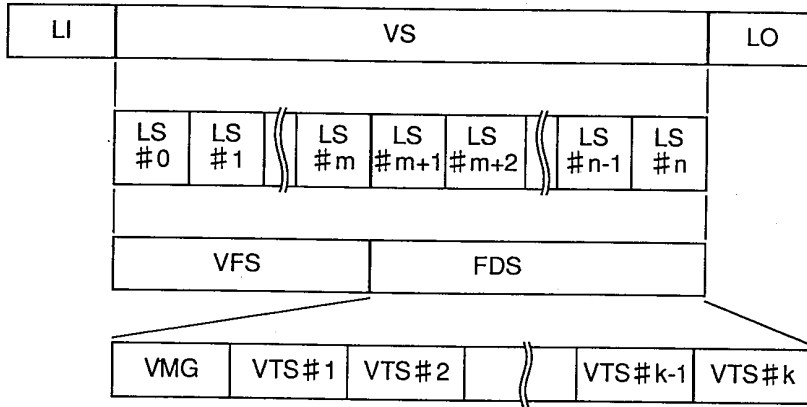 LI VS LO
LS #0 LS #1 LS #m LS #m+1 LS #m+2 LS #n-1 LS #n
VFS FDS
VMG VTS#1 VTS#2 VTS#k-1 VTS#k